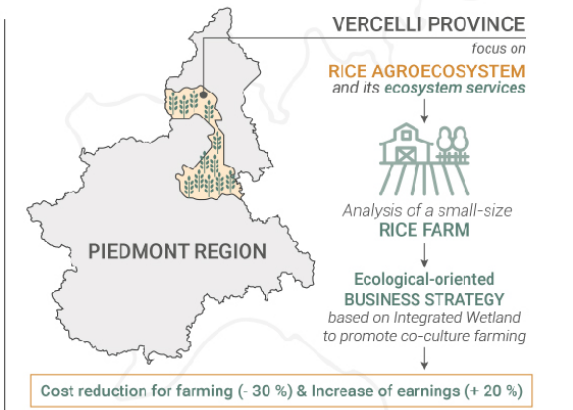 VERCELLI PROVINCE
focus on
RICE AGROECOSYSTEM
and its ecosystem services
Analysis of a small-size
RICE FARM
PIEDMONT REGION
Ecological-oriented
BUSINESS STRATEGY
based on Integrated Wetland
to promote co-culture farming
Cost reduction for farming (- 30 %) & Increase of earnings (+ 20 %)